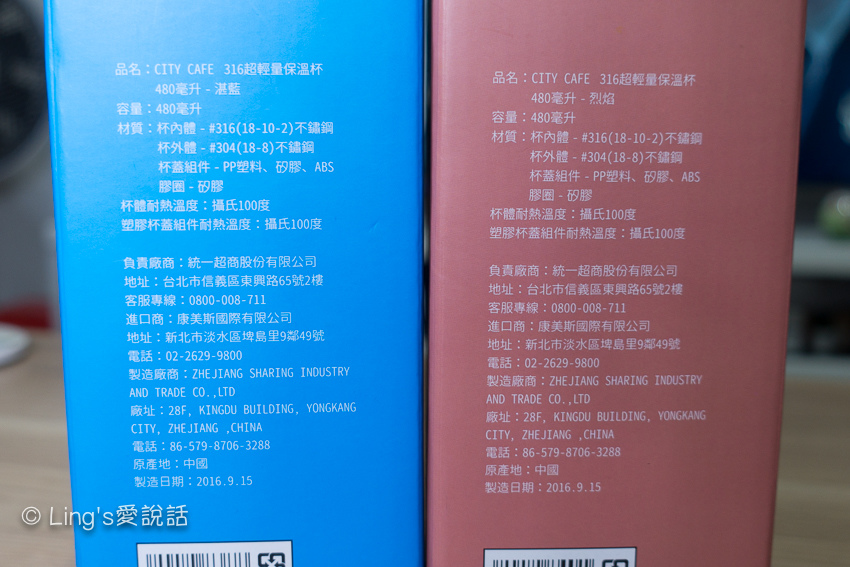 品名：CITY CAFE 316超輕量保溫杯
480毫升 - 湛藍
容量：480毫升
材質：杯內體 - #316(18-10-2)不鏽鋼
杯外體 - #304(18-8)不鏽鋼
杯蓋組件 - PP塑料、矽膠、ABS
膠圈 - 矽膠
杯體耐熱溫度：攝氏100度
塑膠杯蓋組件耐熱溫度：攝氏100度
負責廠商：統一超商股份有限公司
地址：台北市信義區東興路65號2樓
客服專線：0800-008-711
進口商：康美斯國際有限公司
地址：新北市淡水區埤島里9鄰49號
電話：02-2629-9800
製造廠商：ZHEJIANG SHARING INDUSTRY
AND TRADE CO.,LTD
廠址：28F, KINGDU BUILDING, YONGKANG
CITY, ZHEJIANG ,CHINA
電話：86-579-8706-3288
原產地：中國
製造日期：2016.9.15
品名：CITY CAFE 316超輕量保溫杯
480毫升 - 烈焰
容量：480毫升
材質：杯內體 - #316(18-10-2)不鏽鋼
杯外體 - #304(18-8)不鏽鋼
杯蓋組件 - PP塑料、矽膠、ABS
膠圈 - 矽膠
杯體耐熱溫度：攝氏100度
塑膠杯蓋組件耐熱溫度：攝氏100度
負責廠商：統一超商股份有限公司
地址：台北市信義區東興路65號2樓
客服專線：0800-008-711
進口商：康美斯國際有限公司
地址：新北市淡水區埤島里9鄰49號
電話：02-2629-9800
製造廠商：ZHEJIANG SHARING INDUSTRY
AND TRADE CO.,LTD
廠址：28F, KINGDU BUILDING, YONGKANG
CITY, ZHEJIANG ,CHINA
電話：86-579-8706-3288
原產地：中國
製造日期：2016.9.15
© Ling's愛說話